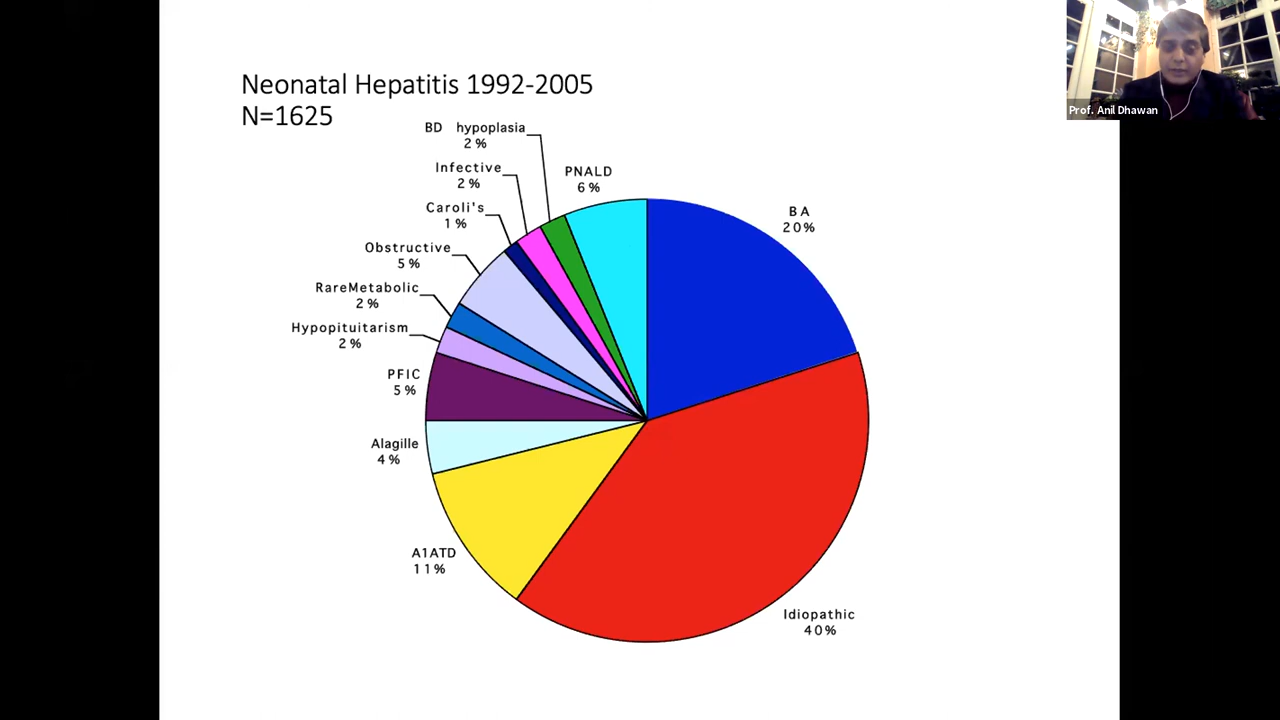 Neonatal Hepatitis 1992-2005
N=1625
Prof. Anil Dhawan
BD hypoplasia
2%
Infective
2%
Caroli's
1%
Obstructive
5%
RareMetabolic
2%
Hypopituitarism
2%
PFIC
5%
Alagille
4%
A1ATD
11%
PNALD
6%
BA
20%
Idiopathic
40%